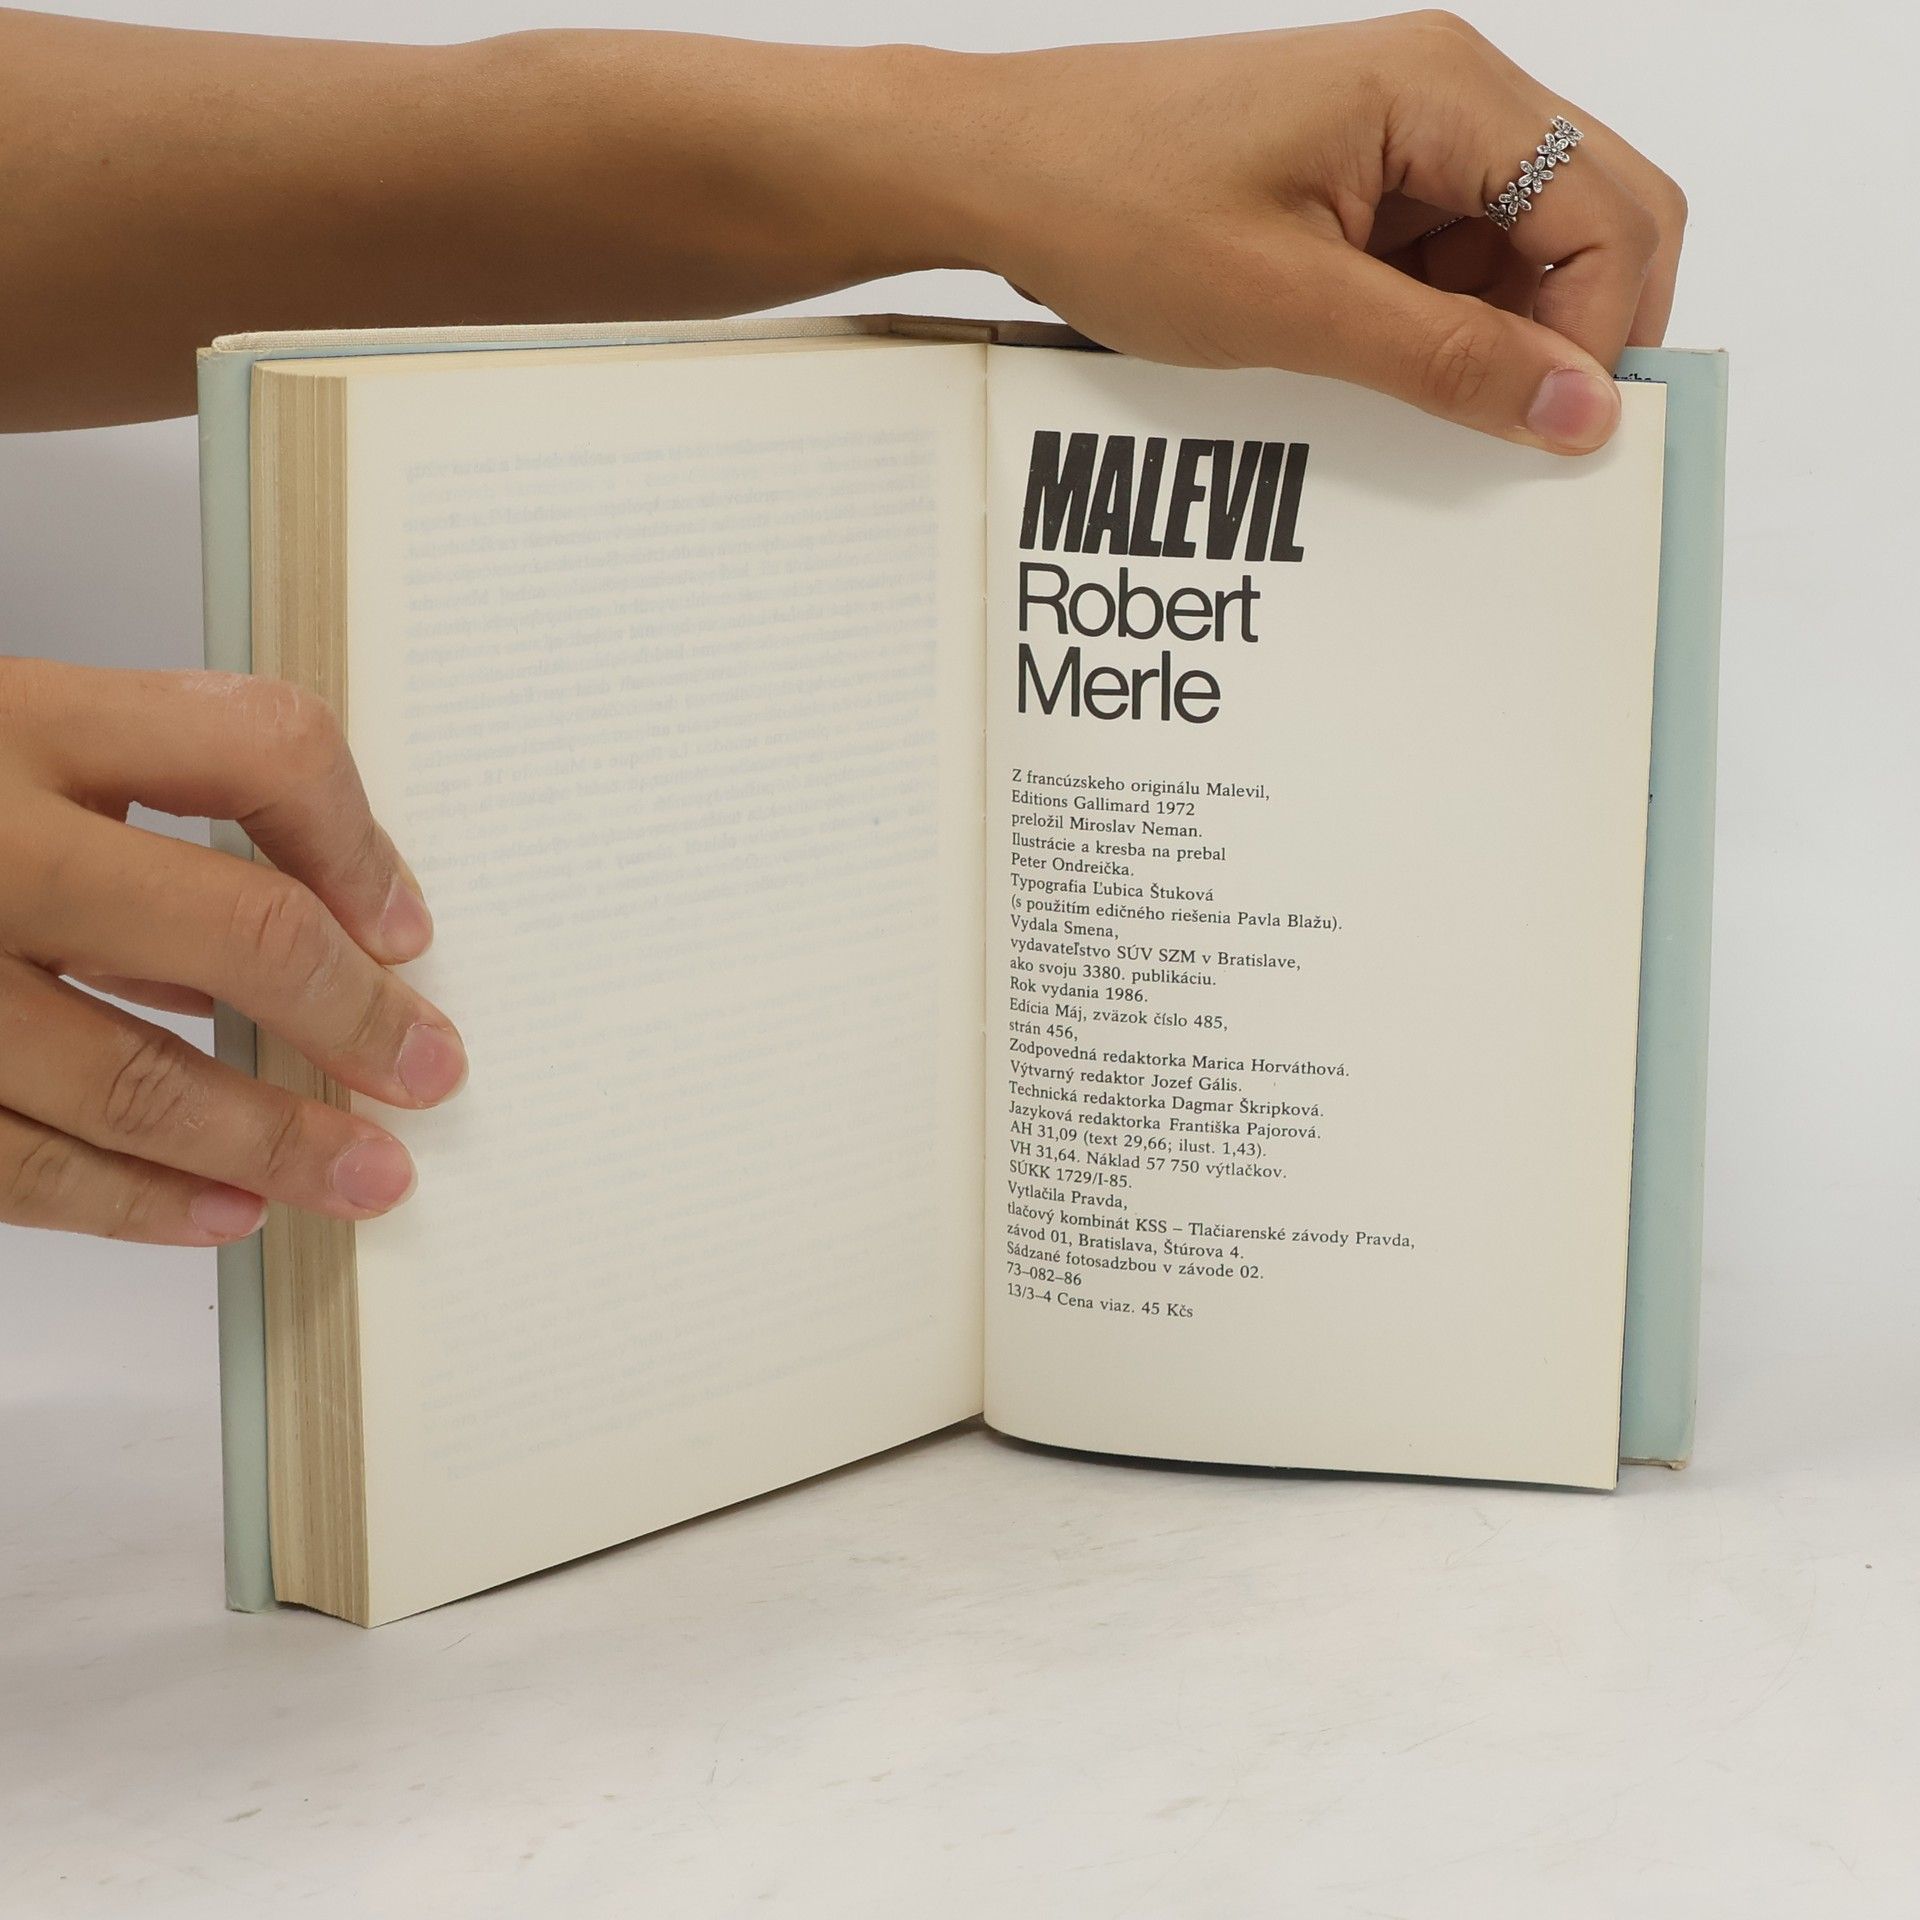 MALEVIL
Robert
Merle
Z francúzskeho originálu Malevil,
Editions Gallimard 1972
preložil Miroslav Neman.
Ilustrácie a kresba na prebal
Peter Ondreička.
Typografia Ľubica Štuková
(s použitím edičného riešenia Pavla Blažu).
Vydala Smena,
vydavateľstvo SÚV SZM v Bratislave,
ako svoju 3380. publikáciu.
Rok vydania 1986.
Edícia Máj, zväzok číslo 485,
strán 456,
Zodpovedná redaktorka Marica Horváthová.
Výtvarný redaktor Jozef Gális.
Technická redaktorka Dagmar Škripková.
Jazyková redaktorka Františka Pajorová.
AH 31,09 (text 29,66; ilust. 1,43).
VH 31,64. Náklad 57 750 výtlačkov.
SÚKK 1729/I-85.
Vytlačila Pravda,
tlačový kombinát KSS – Tlačiarenské závody Pravda,
závod 01, Bratislava, Štúrova 4.
Sádzané fotosadzbou v závode 02.
73–082–86
13/3–4 Cena viaz. 45 Kčs